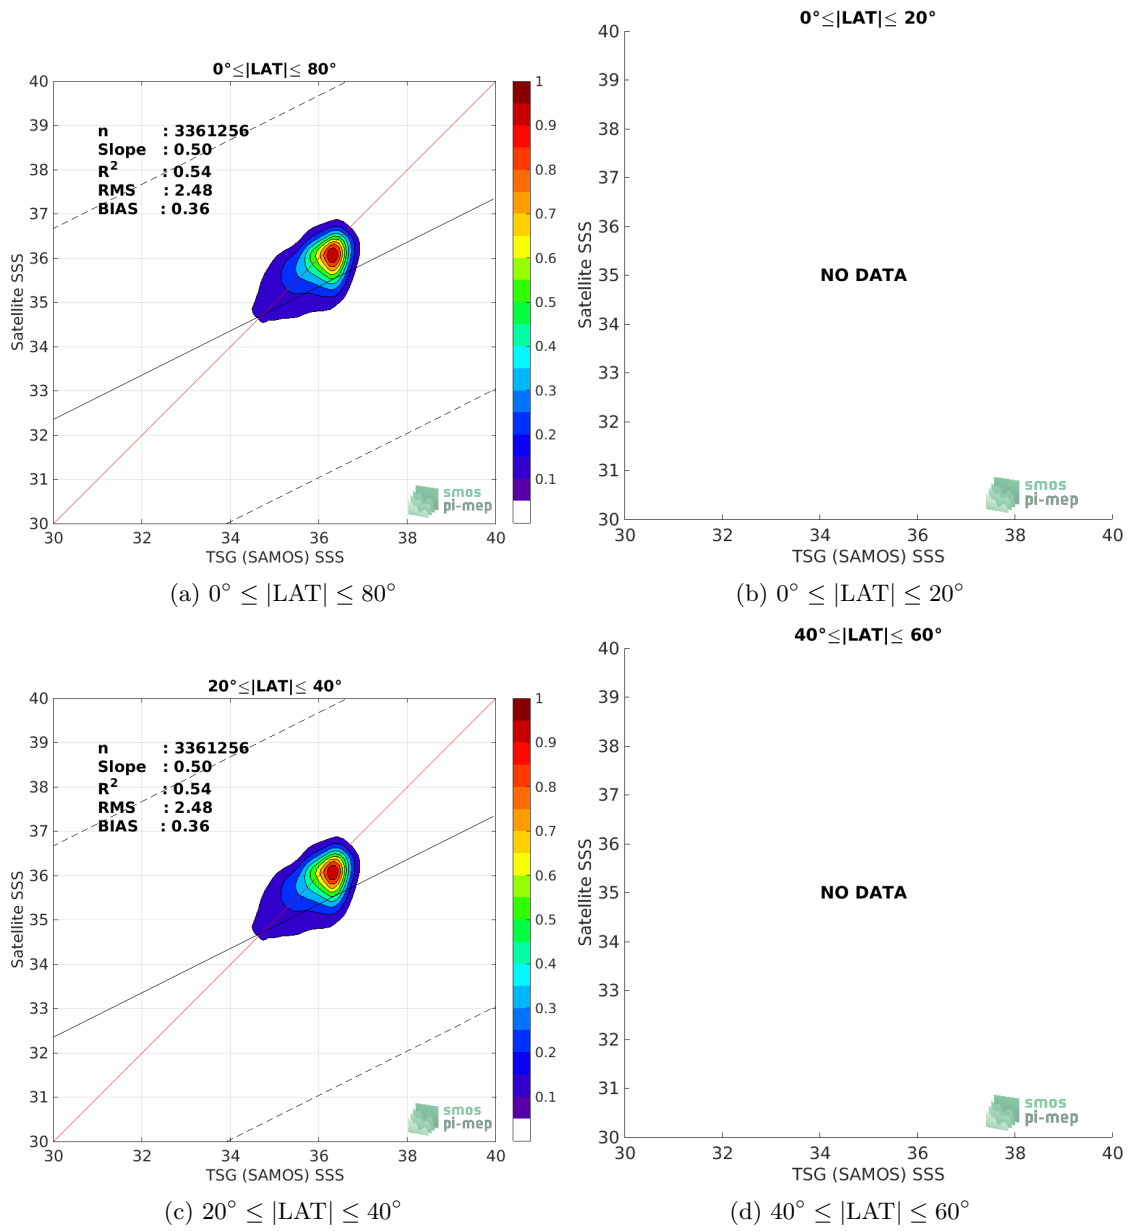 0°≤|LAT|≤ 80°
40
39
38
37
36
35
34
33
32
31
30
Satellite SSS
n : 3361256
Slope : 0.50
R² : 0.54
RMS : 2.48
BIAS : 0.36
1
0.9
0.8
0.7
0.6
0.5
0.4
0.3
0.2
0.1
smos
pi-mep
30 32 34 36 38 40
TSG (SAMOS) SSS
(a) 0° ≤ |LAT| ≤ 80°
0°≤|LAT|≤ 20°
40
39
38
37
36
35
34
33
32
31
30
Satellite SSS
NO DATA
smos
pi-mep
30 32 34 36 38 40
TSG (SAMOS) SSS
(b) 0° ≤ |LAT| ≤ 20°
20°≤|LAT|≤ 40°
40
39
38
37
36
35
34
33
32
31
30
Satellite SSS
n : 3361256
Slope : 0.50
R² : 0.54
RMS : 2.48
BIAS : 0.36
1
0.9
0.8
0.7
0.6
0.5
0.4
0.3
0.2
0.1
smos
pi-mep
30 32 34 36 38 40
TSG (SAMOS) SSS
(c) 20° ≤ |LAT| ≤ 40°
40°≤|LAT|≤ 60°
40
39
38
37
36
35
34
33
32
31
30
Satellite SSS
NO DATA
smos
pi-mep
30 32 34 36 38 40
TSG (SAMOS) SSS
(d) 40° ≤ |LAT| ≤ 60°